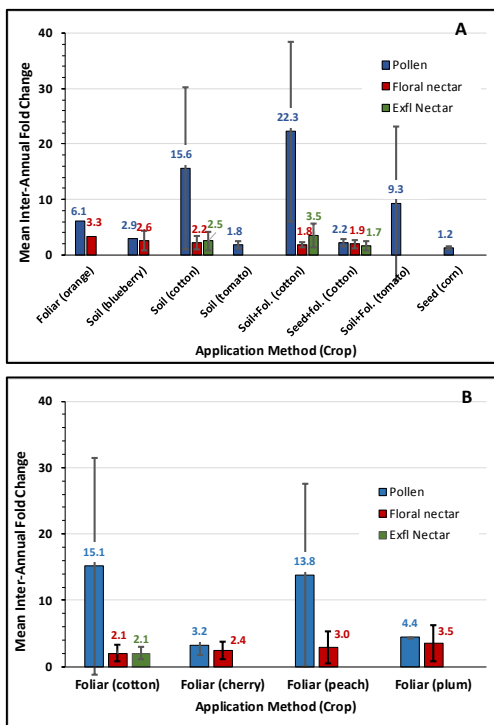 A
Mean Inter-Annual Fold Change
40
30
20
10
0
Pollen
Floral nectar
Exfl Nectar
6.1
3.3
2.9
2.6
15.6
2.2
2.5
1.8
22.3
1.8
3.5
2.2
1.9
1.7
9.3
1.2
Foliar (orange)
Soil (blueberry)
Soil (cotton)
Soil (tomato)
Soil+Fol. (cotton)
Seed+fol. (Cotton)
Soil+Fol. (tomato)
Seed (corn)
Application Method (Crop)
B
Mean Inter-Annual Fold Change
40
30
20
10
0
Pollen
Floral nectar
Exfl Nectar
15.1
2.1
2.1
3.2
2.4
13.8
3.0
4.4
3.5
Foliar (cotton)
Foliar (cherry)
Foliar (peach)
Foliar (plum)
Application Method (Crop)